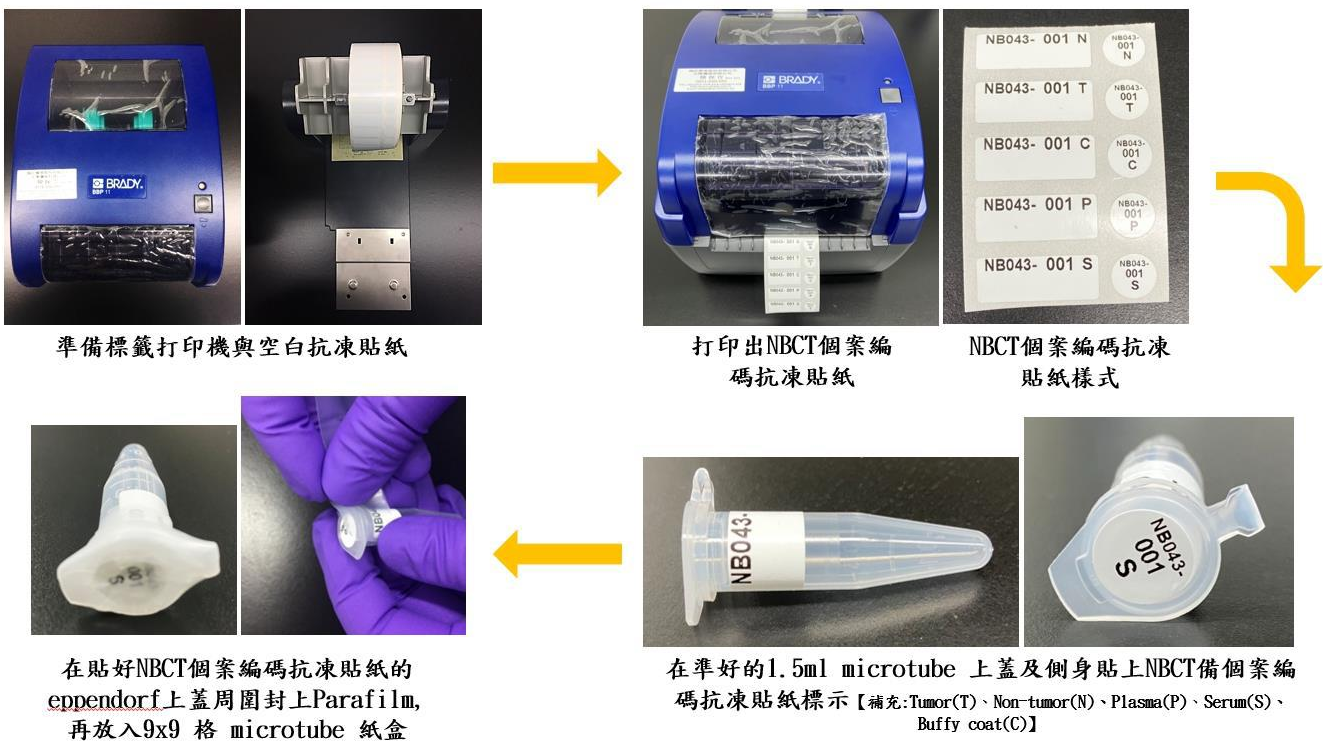 BRADY
BBP 11
準備標籤打印機與空白抗凍貼紙
BRADY
BBP 11
打印出NBCT個案編
碼抗凍貼紙
NB043- 001 N
NB043-
001
N
NB043- 001 T
NB043-
001
T
NB043- 001 C
NB043-
001
C
NB043- 001 P
NB043-
001
P
NB043- 001 S
NB043-
001
S
NBCT個案編碼抗凍
貼紙樣式
NB043-
NB043-
001
S
在準好的1.5ml microtube 上蓋及側身貼上NBCT備個案編
碼抗凍貼紙標示【補充:Tumor(T)、Non-tumor(N)、Plasma(P)、Serum(S)、
Buffy coat(C)】
001
S
在貼好NBCT個案編碼抗凍貼紙的
eppendorf上蓋周圍封上Parafilm,
再放入9x9 格 microtube 紙盒